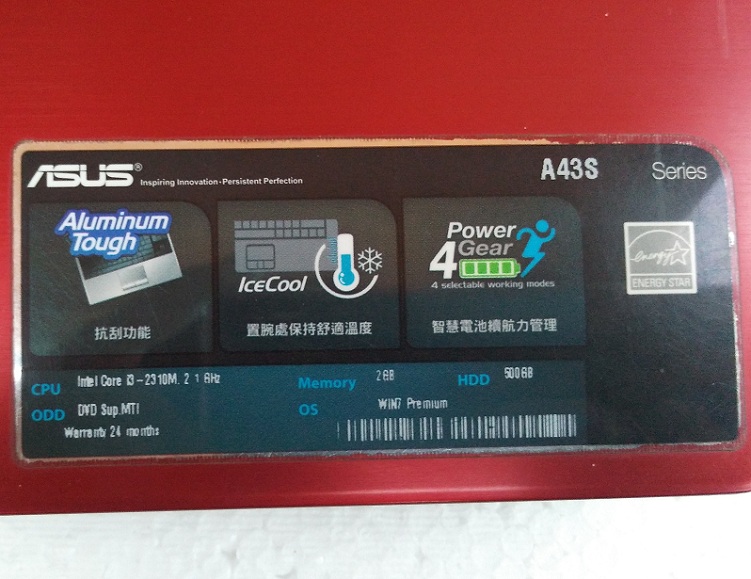 ASUS® Inspiring Innovation • Persistent Perfection
A43S Series
Aluminum
Tough
抗刮功能
IceCool
置腕處保持舒適溫度
Power
4Gear
4 selectable working modes
智慧電池續航力管理
energy
ENERGY STAR
CPU Intel Core i3-2310M. 2.1 GHz
Memory 2GB
HDD 500GB
ODD DVD Sup.MTI
OS WIN7 Premium
Warranty 24 months